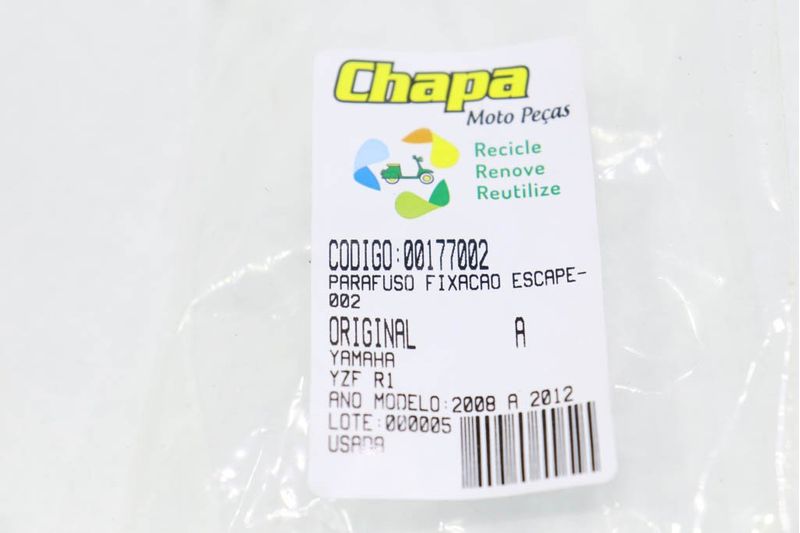 Chapa
Moto Peças
Recicle
Renove
Reutilize
CODIGO:00177002
PARAFUSO FIXACAO ESCAPE-
002
ORIGINAL A
YAMAHA
YZF R1
ANO MODELO:2008 A 2012
LOTE:000005
USADA